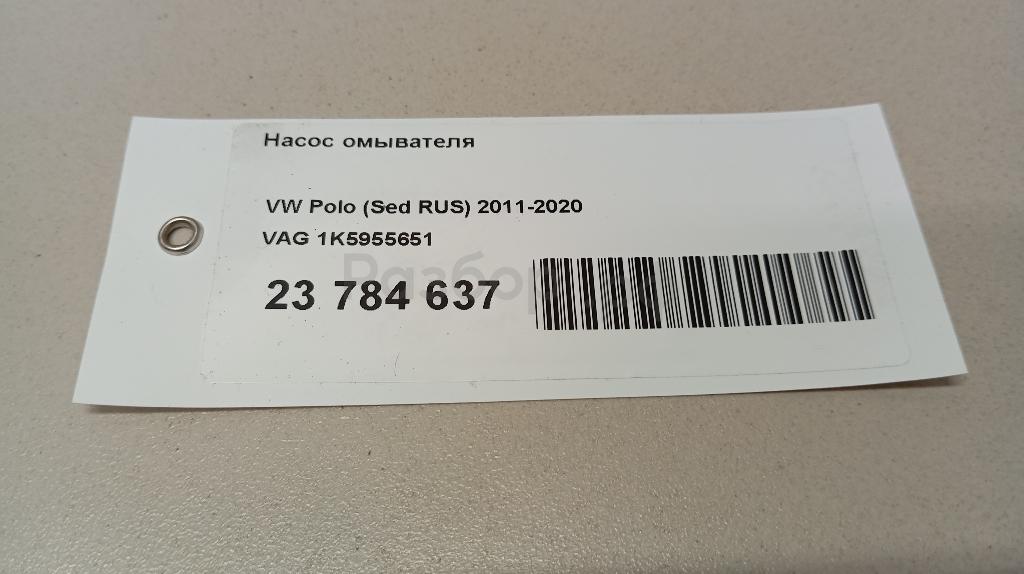 Насос омывателя
VW Polo (Sed RUS) 2011-2020
VAG 1K5955651
23 784 637